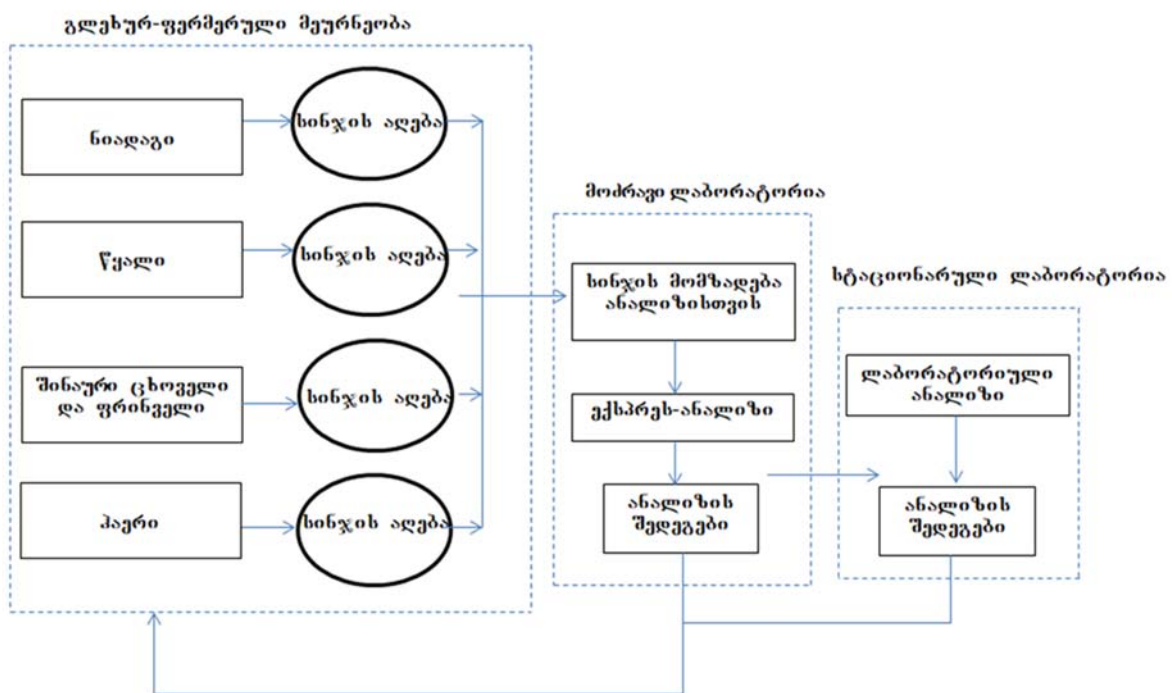 გლეხურ-ფერმერული მეურნეობა
ნიადაგი
სინჯის აღება
წყალი
სინჯის აღება
შინაური ცხოველი
და ფრინველი
სინჯის აღება
ჰაერი
სინჯის აღება
მოძრავი ლაბორატორია
სინჯის მომზადება
ანალიზისთვის
ექსპრეს-ანალიზი
ანალიზის
შედეგები
სტაციონარული ლაბორატორია
ლაბორატორიული
ანალიზი
ანალიზის
შედეგები